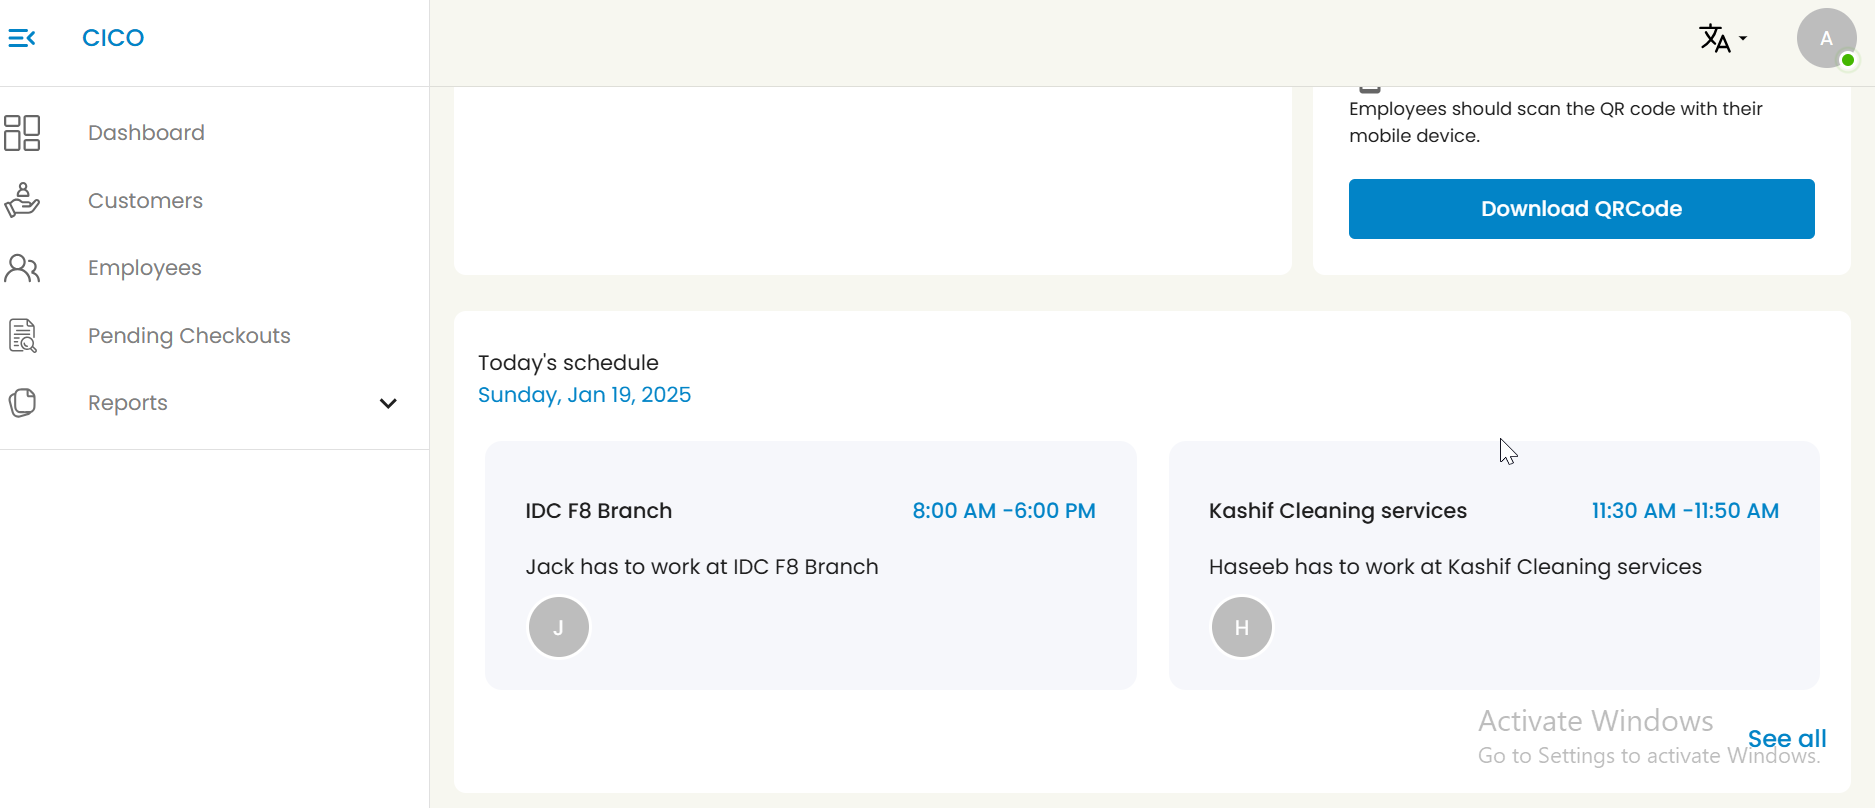 CICO
A
Dashboard
Customers
Employees
Pending Checkouts
Reports
Employees should scan the QR code with their
mobile device.
Download QRCode
Today's schedule
Sunday, Jan 19, 2025
IDC F8 Branch
8:00 AM -6:00 PM
Jack has to work at IDC F8 Branch
J
Kashif Cleaning services
11:30 AM -11:50 AM
Haseeb has to work at Kashif Cleaning services
H
See all
Activate Windows
Go to Settings to activate Windows.